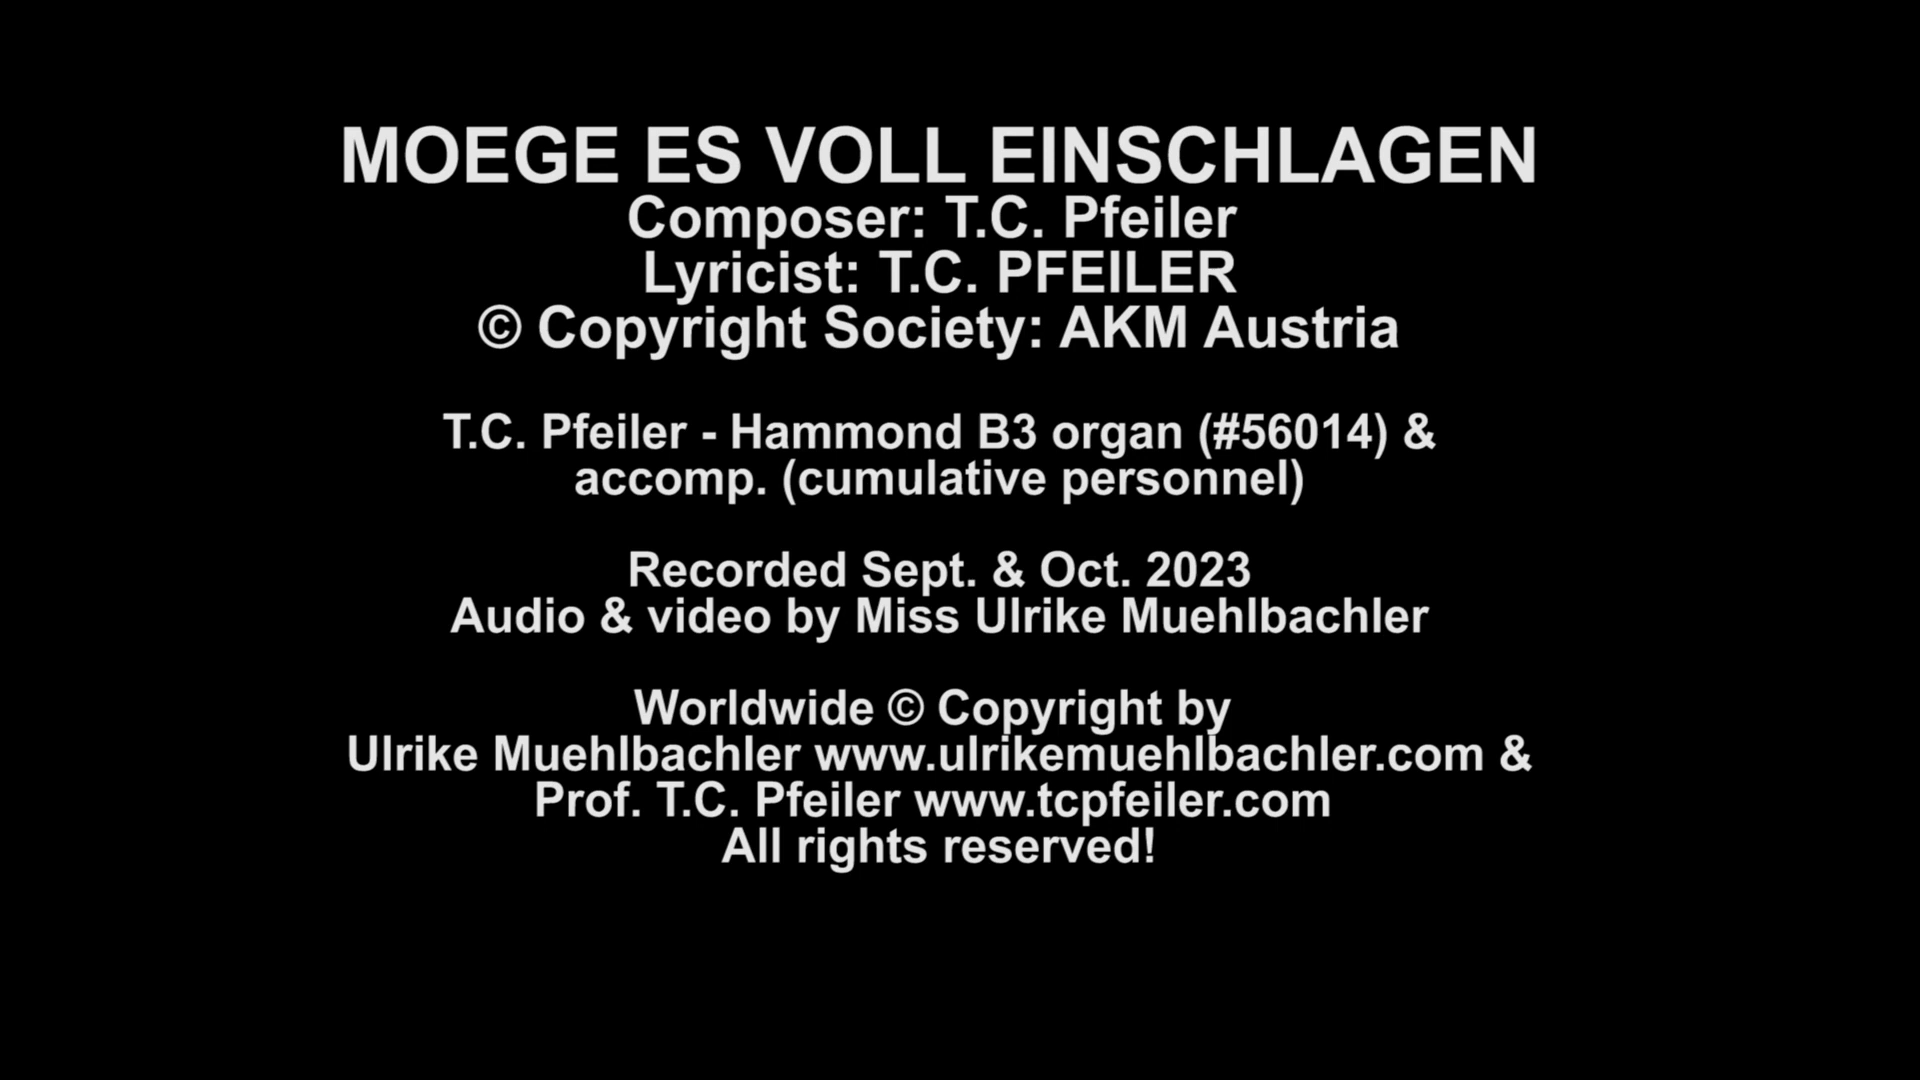 MOEGE ES VOLL EINSCHLAGEN
Composer: T.C. Pfeiler
Lyricist: T.C. PFEILER
© Copyright Society: AKM Austria
T.C. Pfeiler - Hammond B3 organ (#56014) &
accomp. (cumulative personnel)
Recorded Sept. & Oct. 2023
Audio & video by Miss Ulrike Muehlbachler
Worldwide © Copyright by
Ulrike Muehlbachler www.ulrikemuehlbachler.com &
Prof. T.C. Pfeiler www.tcpfeiler.com
All rights reserved!